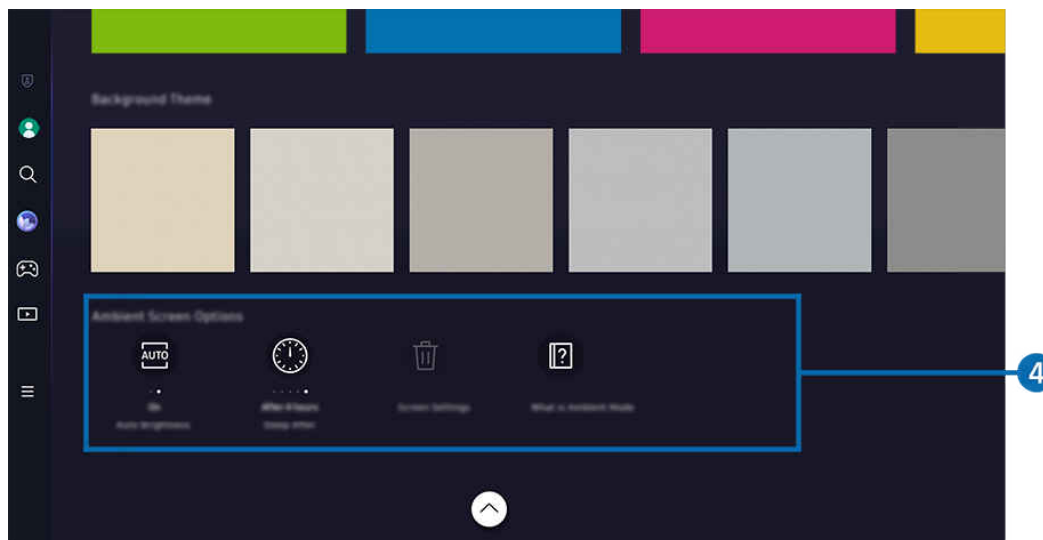 Background Theme
Ambient Screen Options
AUTO
?
On
After 4 hours
Screen Settings
What is Ambient Mode
Auto Brightness
Sleep After
4